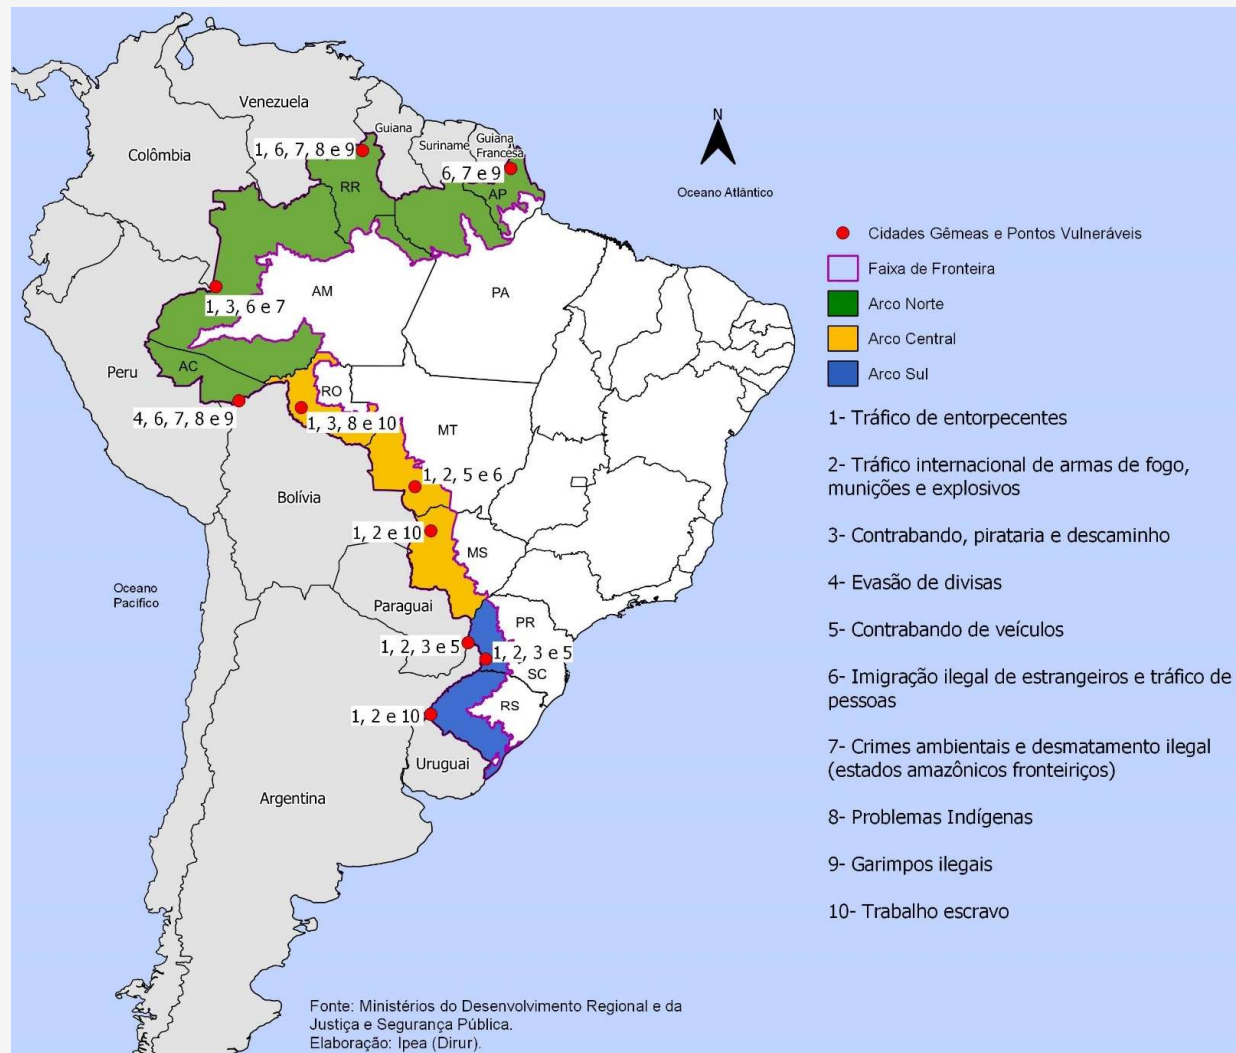 Venezuela
Guiana
Suriname
Guiana
Francesa
Colômbia
1, 6, 7, 8 e 9
6, 7 e 9
RR
AP
N
Oceano Atlântico
1, 3, 6 e 7
AM
PA
Peru
AC
RO
4, 6, 7, 8 e 9
1, 3, 8 e 10
MT
Bolívia
1, 2, 5 e 6
1, 2 e 10
MS
Oceano
Pacifico
Paraguai
PR
1, 2, 3 e 5
1, 2, 3 e 5
SC
RS
1, 2 e 10
Uruguai
Argentina
Cidades Gêmeas e Pontos Vulneráveis
Faixa de Fronteira
Arco Norte
Arco Central
Arco Sul
1- Tráfico de entorpecentes
2- Tráfico internacional de armas de fogo,
munições e explosivos
3- Contrabando, pirataria e descaminho
4- Evasão de divisas
5- Contrabando de veículos
6- Imigração ilegal de estrangeiros e tráfico de
pessoas
7- Crimes ambientais e desmatamento ilegal
(estados amazônicos fronteiriços)
8- Problemas Indígenas
9- Garimpos ilegais
10- Trabalho escravo
Fonte: Ministérios do Desenvolvimento Regional e da
Justiça e Segurança Pública.
Elaboração: Ipea (Dirur).